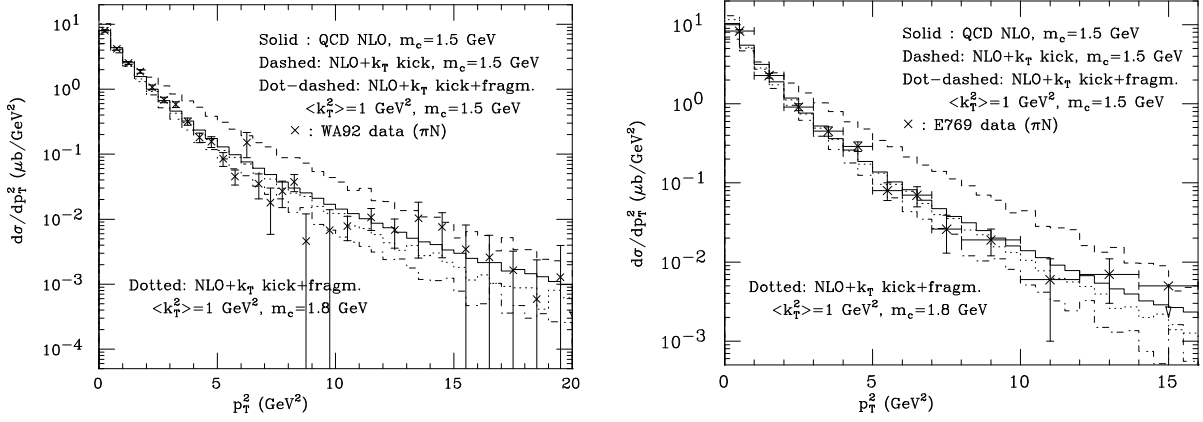 Solid : QCD NLO, m_c=1.5 GeV
Dashed: NLO+k_T kick, m_c=1.5 GeV
Dot-dashed: NLO+k_T kick+fragm.
<k_T^2>=1 GeV^2, m_c=1.5 GeV
× : WA92 data (πN)
Dotted: NLO+k_T kick+fragm.
<k_T^2>=1 GeV^2, m_c=1.8 GeV
dσ/dp_T^2 (μb/GeV^2)
10^1
10^0
10^−1
10^−2
10^−3
10^−4
0 5 10 15 20
p_T^2 (GeV^2)
Solid : QCD NLO, m_c=1.5 GeV
Dashed: NLO+k_T kick, m_c=1.5 GeV
Dot-dashed: NLO+k_T kick+fragm.
<k_T^2>=1 GeV^2, m_c=1.5 GeV
× : E769 data (πN)
Dotted: NLO+k_T kick+fragm.
<k_T^2>=1 GeV^2, m_c=1.8 GeV
dσ/dp_T^2 (μb/GeV^2)
10^1
10^0
10^−1
10^−2
10^−3
0 5 10 15
p_T^2 (GeV^2)